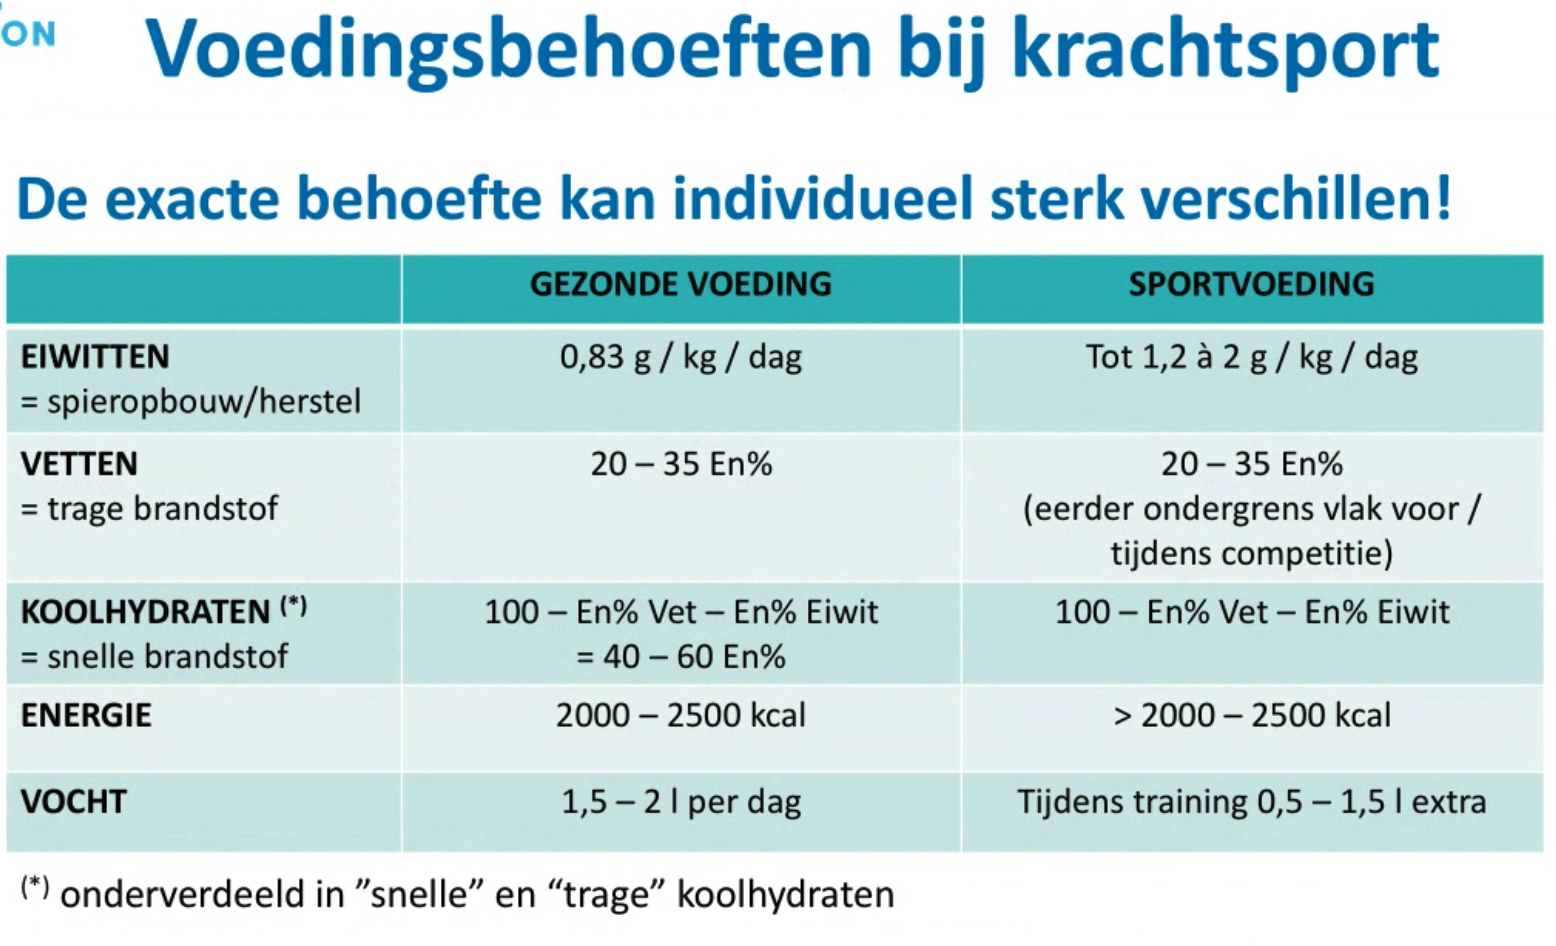 ON
Voedingsbehoeften bij krachtsport
De exacte behoefte kan individueel sterk verschillen!
GEZONDE VOEDING
SPORTVOEDING
EIWITTEN
= spieropbouw/herstel
0,83 g / kg / dag
Tot 1,2 à 2 g / kg / dag
VETTEN
= trage brandstof
20 – 35 En%
20 – 35 En%
(eerder ondergrens vlak voor /
tijdens competitie)
KOOLHYDRATEN (*)
= snelle brandstof
100 – En% Vet – En% Eiwit
= 40 – 60 En%
100 – En% Vet – En% Eiwit
ENERGIE
2000 – 2500 kcal
> 2000 – 2500 kcal
VOCHT
1,5 – 2 l per dag
Tijdens training 0,5 – 1,5 l extra
(*) onderverdeeld in ”snelle” en “trage” koolhydraten